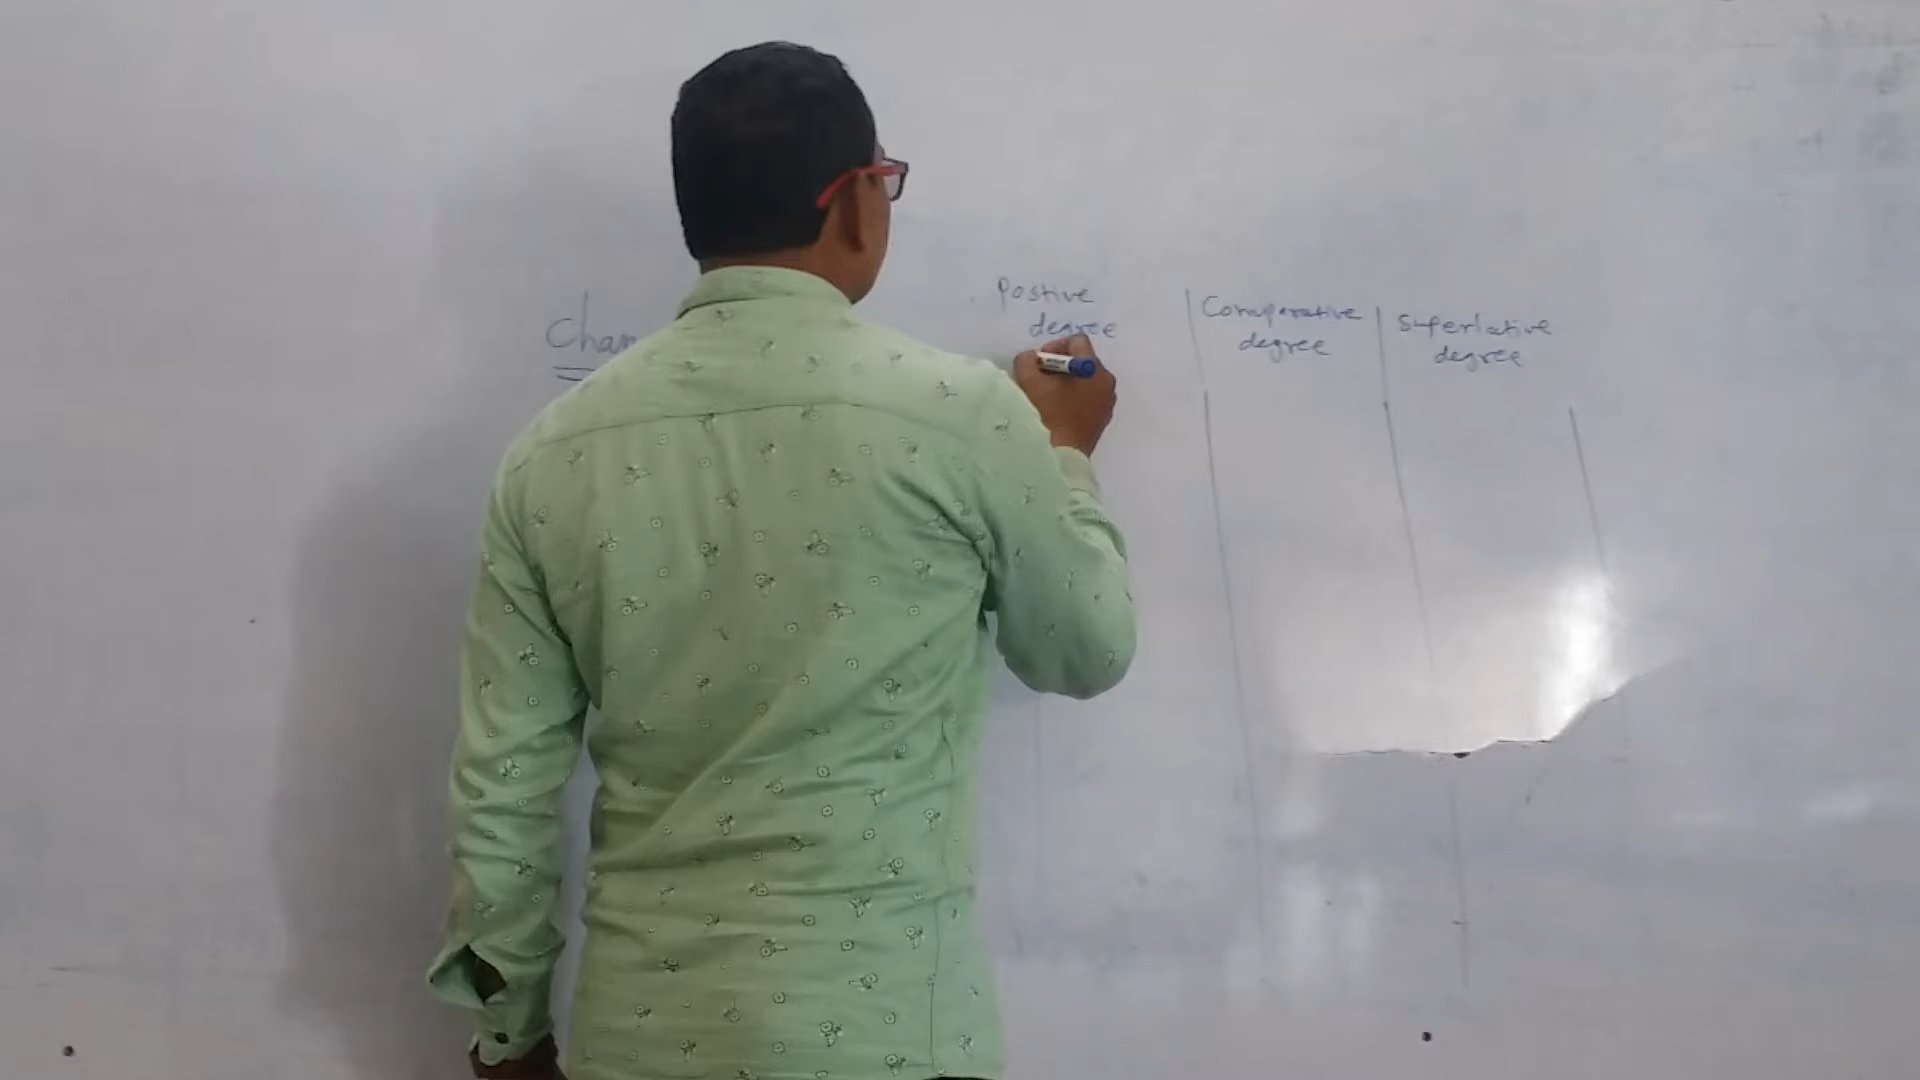 Postive
degree
Comparative
degree
Superlative
degree